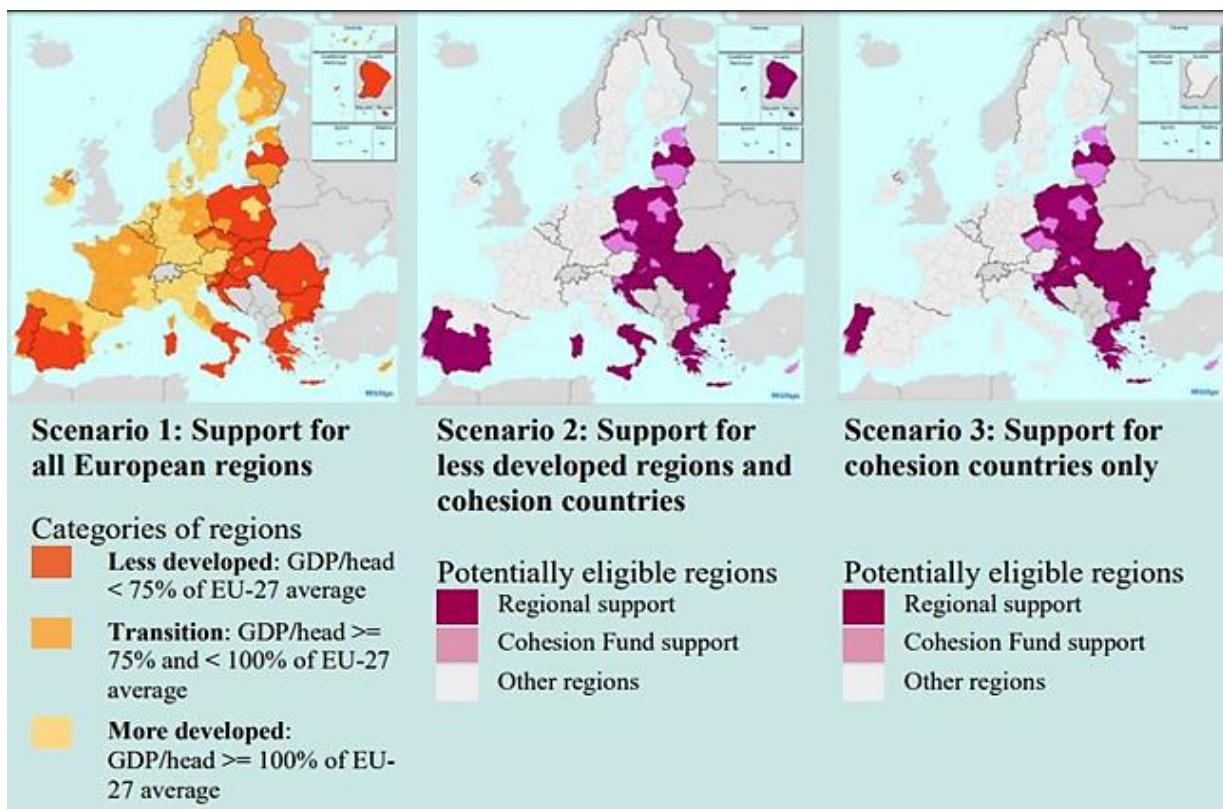 Scenario 1: Support for
all European regions
Categories of regions
Less developed: GDP/head
< 75% of EU-27 average
Transition: GDP/head >=
75% and < 100% of EU-27
average
More developed:
GDP/head >= 100% of EU-
27 average
Scenario 2: Support for
less developed regions and
cohesion countries
Potentially eligible regions
Regional support
Cohesion Fund support
Other regions
Scenario 3: Support for
cohesion countries only
Potentially eligible regions
Regional support
Cohesion Fund support
Other regions